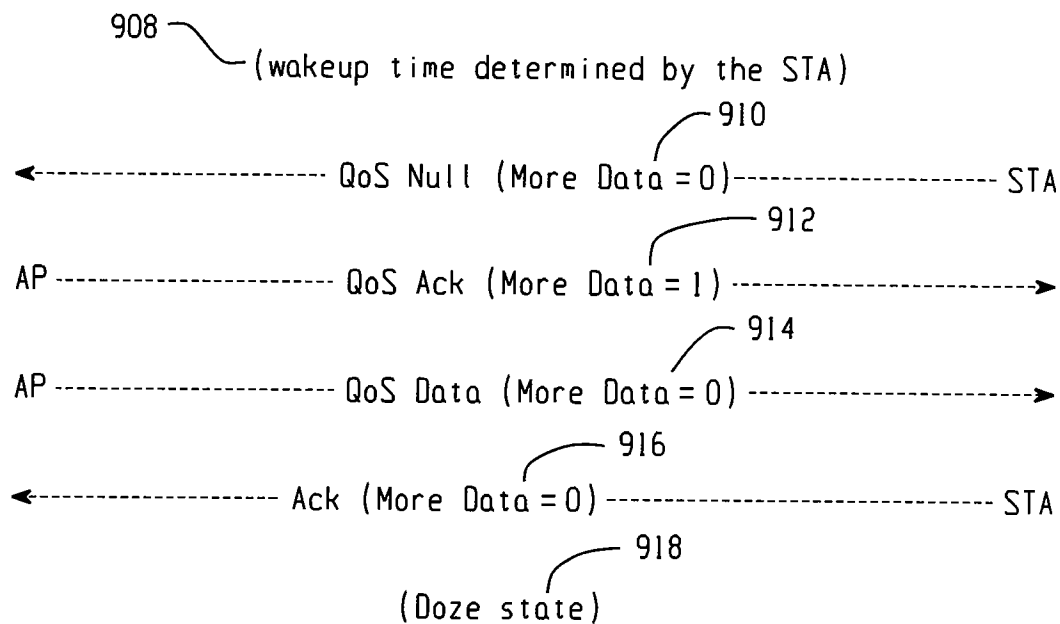 908
(wakeup time determined by the STA)
910
QoS Null (More Data = 0) STA
912
AP QoS Ack (More Data = 1)
914
AP QoS Data (More Data = 0)
916
Ack (More Data = 0) STA
918
(Doze state)